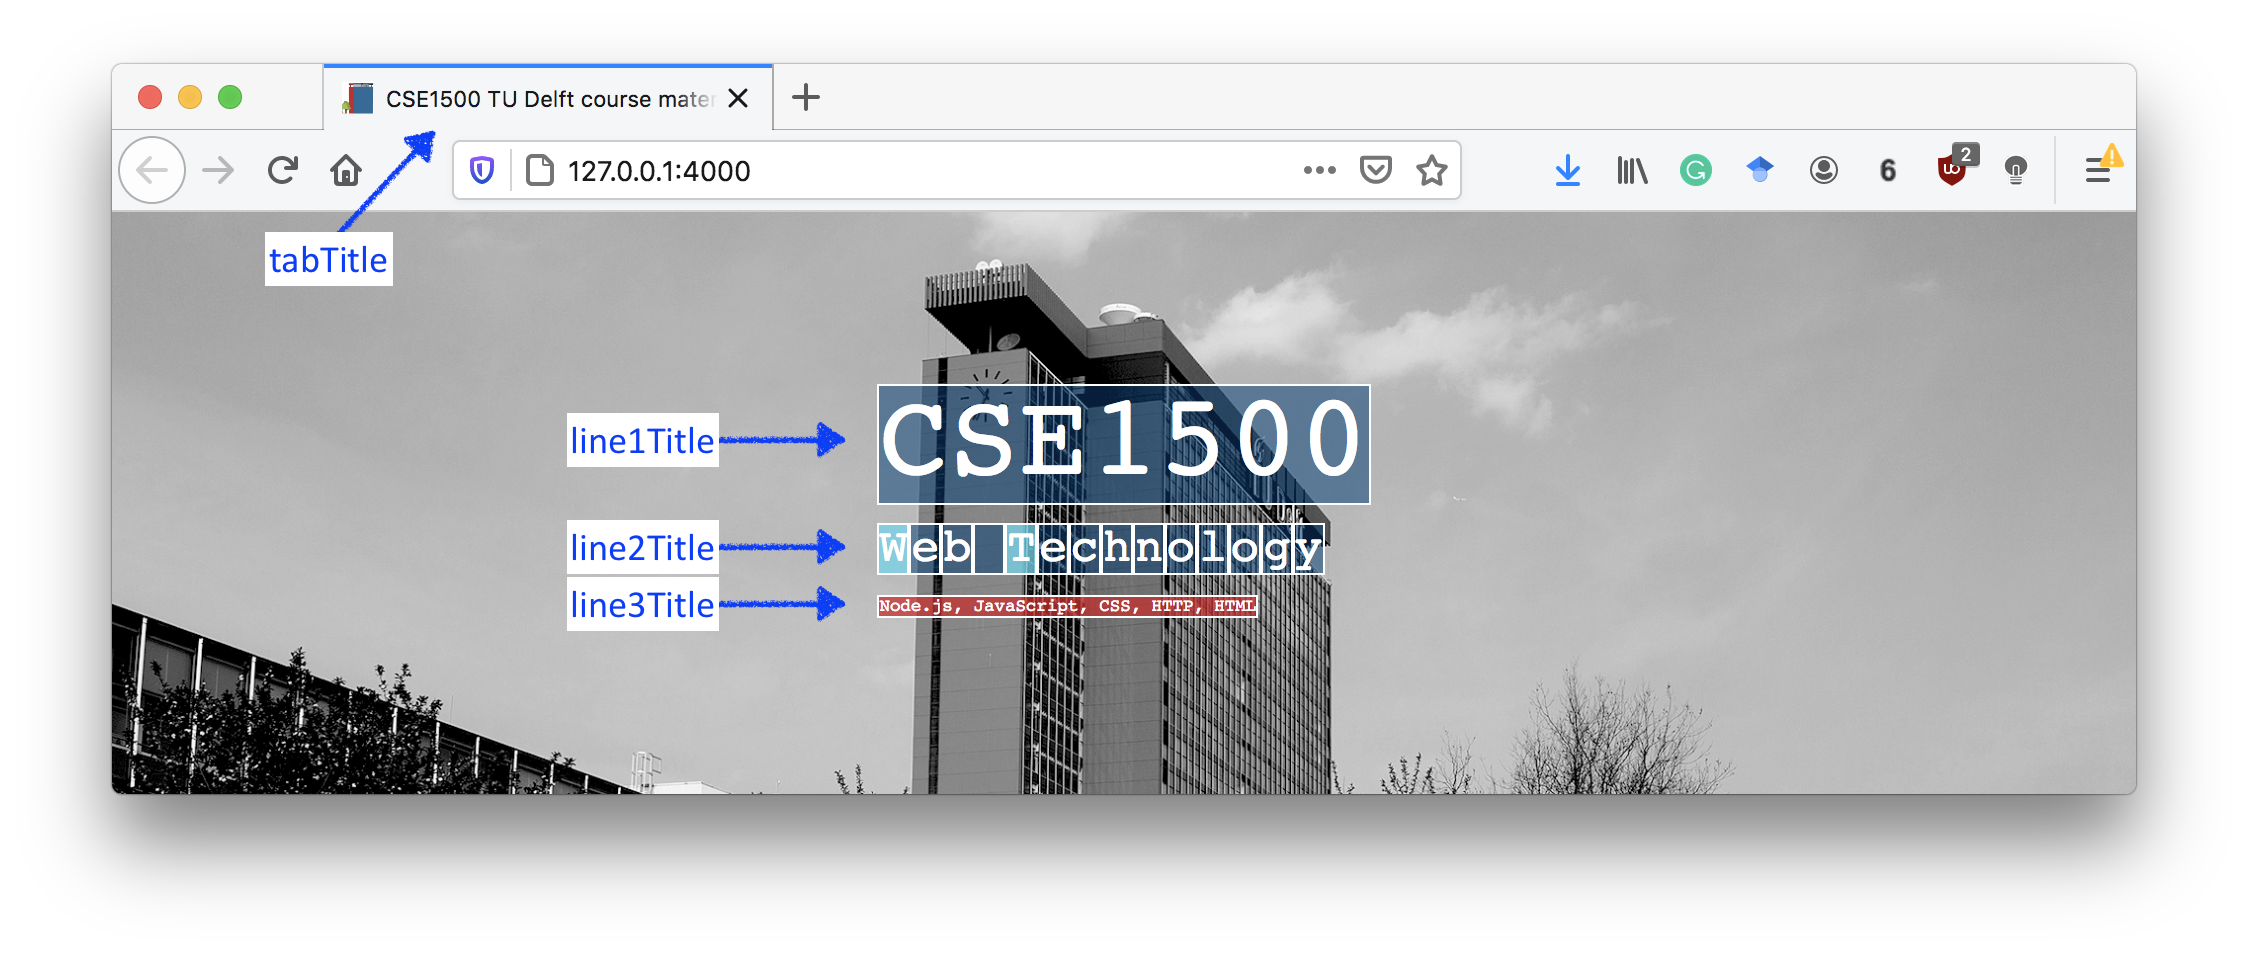 CSE1500 TU Delft course mater
127.0.0.1:4000
6
2
tabTitle
line1Title
CSE1500
line2Title
Web Technology
line3Title
Node.js, JavaScript, CSS, HTTP, HTML